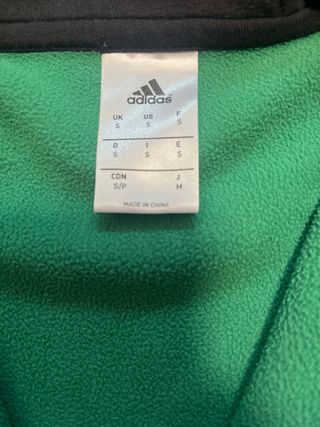 adidas
UK US F
S S S
D I E
S S S
CDN J
S/P M
MADE IN CHINA